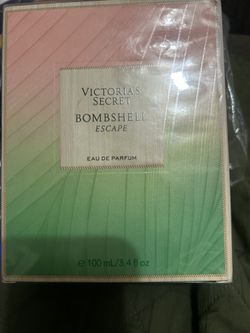 VICTORIA'S
SECRET
BOMBSHELL
ESCAPE
EAU DE PARFUM
e 100 mL/3.4 fl oz